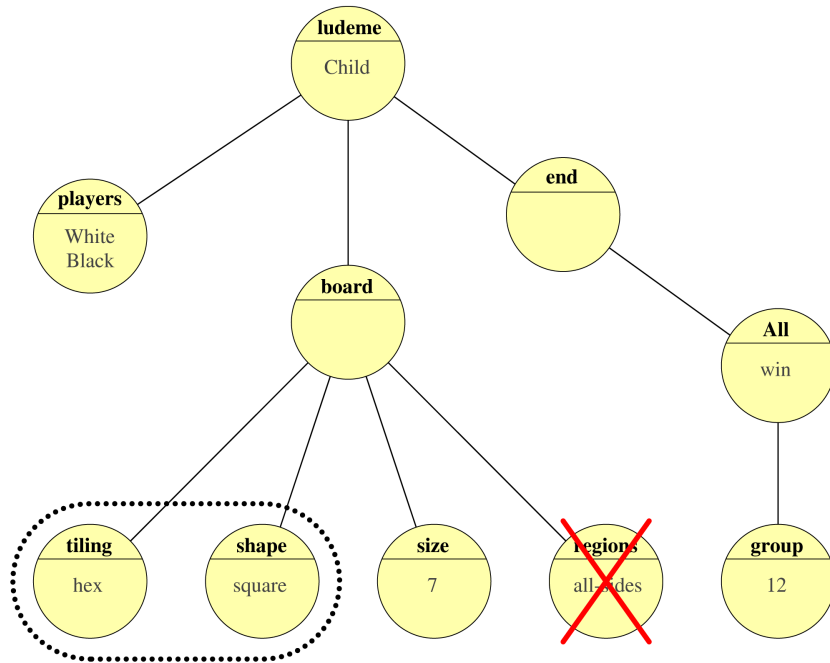 ludeme
Child
players
White
Black
end
board
All
win
tiling
hex
shape
square
size
7
regions
all-sides
group
12